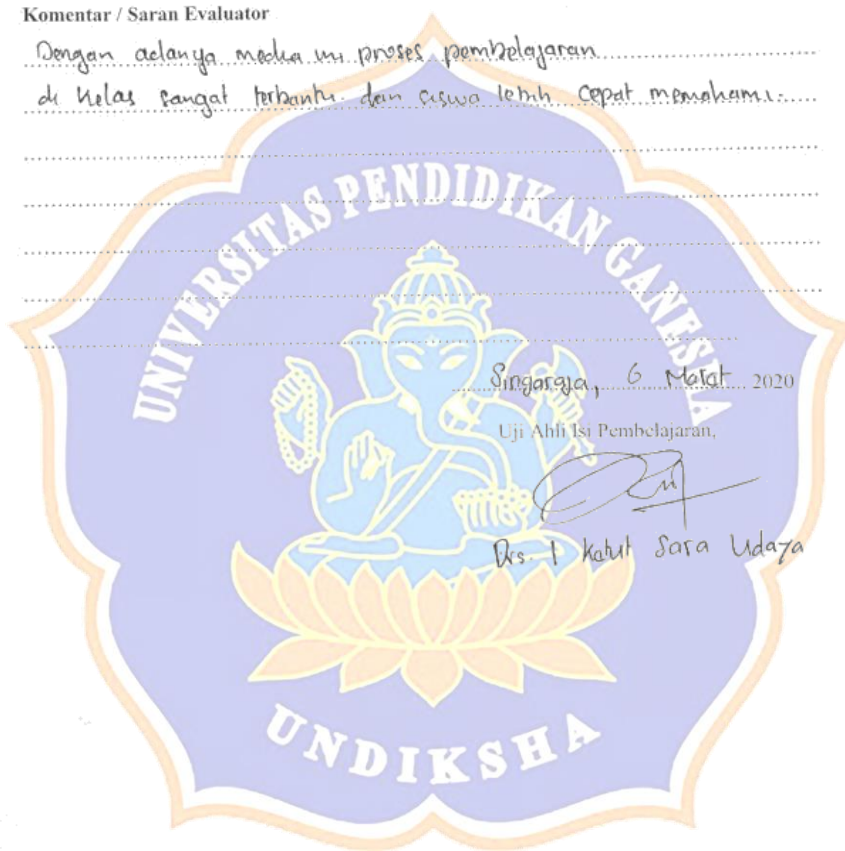 Komentar / Saran Evaluator
Dengan adanya media ini proses pembelajaran
di kelas sangat terbantu dan siswa lebih cepat memahami.
UNIVERSITAS PENDIDIKAN GANESHA
Singaraja, 6 Maret 2020
Uji Ahli Isi Pembelajaran,
Drs. I Ketut Sara Udaya
UNDIKSHA